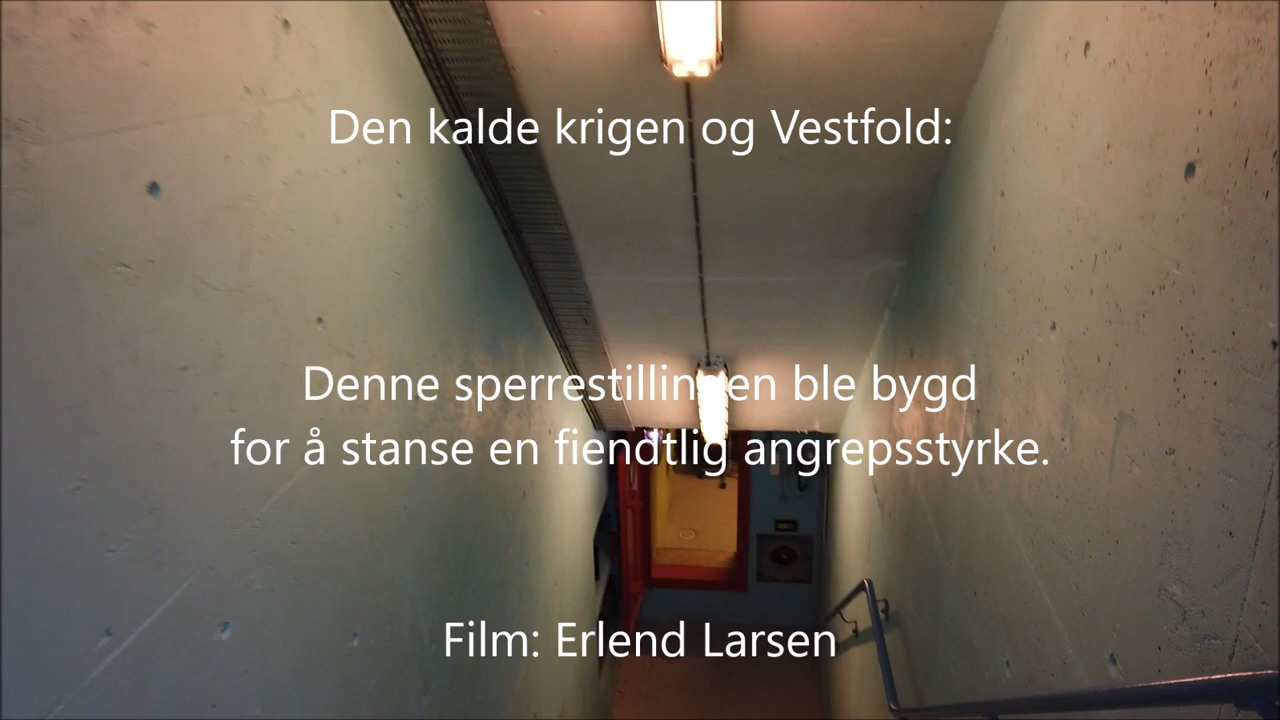 Den kalde krigen og Vestfold:
Denne sperrestillingen ble bygd
for å stanse en fiendtlig angrepsstyrke.
Film: Erlend Larsen